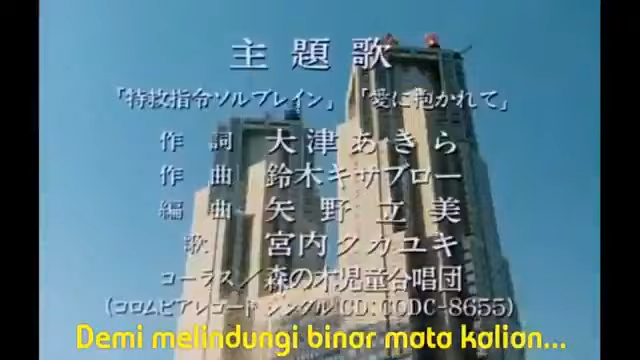 主題歌
「特救指令ソルブレイン」 「愛に抱かれて」
作詞 大津あきら
作曲 鈴木キサブロー
編曲 矢野立美
歌 宮内タカユキ
コーラス／森の木児童合唱団
(コロムビアレコード シングルCD:CODC-8655)
Demi melindungi binar mata kalian...